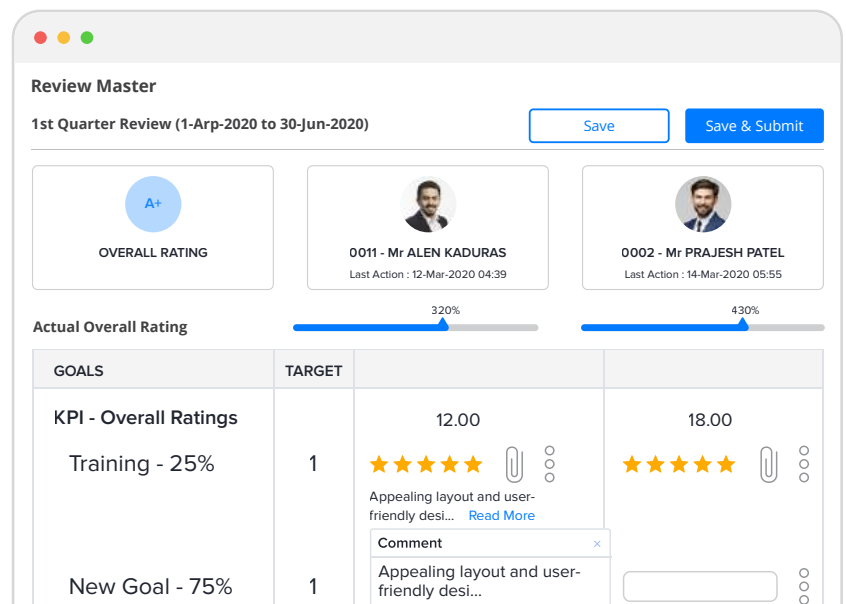 Review Master
1st Quarter Review (1-Arp-2020 to 30-Jun-2020)
Save
Save & Submit
A+
OVERALL RATING
0011 - Mr ALEN KADURAS
Last Action : 12-Mar-2020 04:39
0002 - Mr PRAJESH PATEL
Last Action : 14-Mar-2020 05:55
Actual Overall Rating
320%
430%
GOALS
TARGET
KPI - Overall Ratings
12.00
18.00
Training - 25%
1
Appealing layout and user-
friendly desi... Read More
Comment
×
Appealing layout and user-
friendly desi...
New Goal - 75%
1